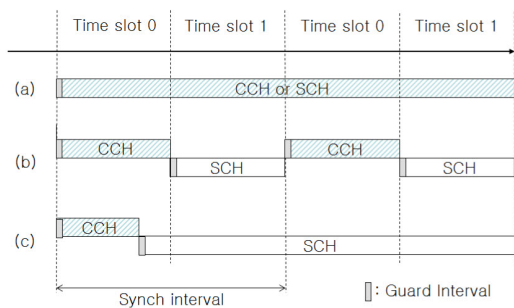 Time slot 0 Time slot 1 Time slot 0 Time slot 1
(a) CCH or SCH
(b) CCH SCH CCH SCH
(c) CCH SCH
Synch interval : Guard Interval